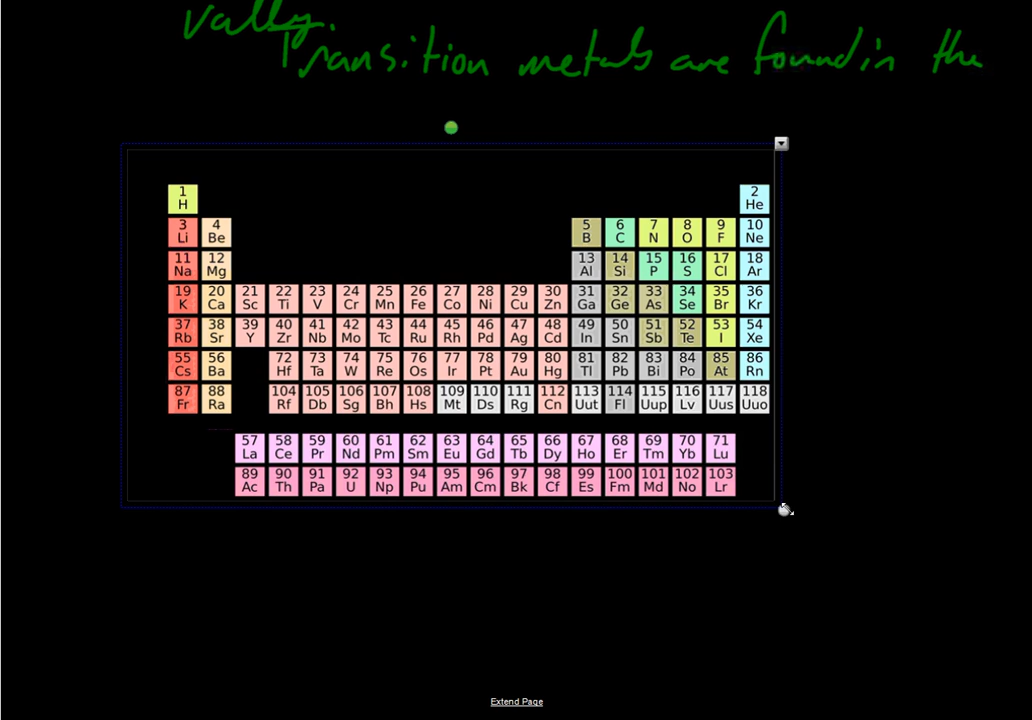 vally.
Transition metals are found in the
1 2
H He
3 4 5 6 7 8 9 10
Li Be B C N O F Ne
11 12 13 14 15 16 17 18
Na Mg Al Si P S Cl Ar
19 20 21 22 23 24 25 26 27 28 29 30 31 32 33 34 35 36
K Ca Sc Ti V Cr Mn Fe Co Ni Cu Zn Ga Ge As Se Br Kr
37 38 39 40 41 42 43 44 45 46 47 48 49 50 51 52 53 54
Rb Sr Y Zr Nb Mo Tc Ru Rh Pd Ag Cd In Sn Sb Te I Xe
55 56 72 73 74 75 76 77 78 79 80 81 82 83 84 85 86
Cs Ba Hf Ta W Re Os Ir Pt Au Hg Tl Pb Bi Po At Rn
87 88 104 105 106 107 108 109 110 111 112 113 114 115 116 117 118
Fr Ra Rf Db Sg Bh Hs Mt Ds Rg Cn Uut Fl Uup Lv Uus Uuo
57 58 59 60 61 62 63 64 65 66 67 68 69 70 71
La Ce Pr Nd Pm Sm Eu Gd Tb Dy Ho Er Tm Yb Lu
89 90 91 92 93 94 95 96 97 98 99 100 101 102 103
Ac Th Pa U Np Pu Am Cm Bk Cf Es Fm Md No Lr
Extend Page